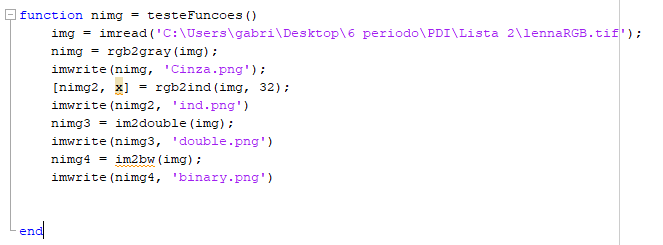 function nimg = testeFuncoes()
img = imread('C:\Users\gabri\Desktop\6 periodo\PDI\Lista 2\lennaRGB.tif');
nimg = rgb2gray(img);
imwrite(nimg, 'Cinza.png');
[nimg2, x] = rgb2ind(img, 32);
imwrite(nimg2, 'ind.png')
nimg3 = im2double(img);
imwrite(nimg3, 'double.png')
nimg4 = im2bw(img);
imwrite(nimg4, 'binary.png')
end